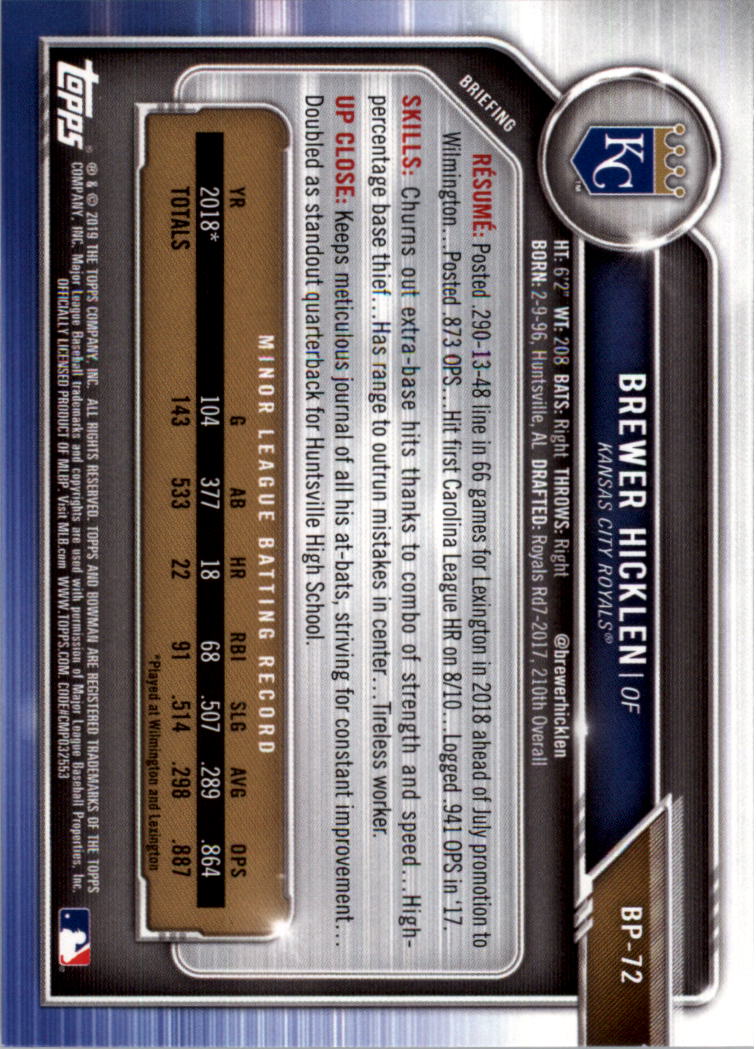 KC
TM
BREWER HICKLEN | OF
KANSAS CITY ROYALS®
BP-72
HT: 6'2" WT: 208 BATS: Right THROWS: Right @brewerhicklen
BORN: 2-9-96, Huntsville, AL DRAFTED: Royals Rd7-2017, 210th Overall
BRIEFING
RÉSUMÉ: Posted .290-13-48 line in 66 games for Lexington in 2018 ahead of July promotion to
Wilmington...Posted .873 OPS...Hit first Carolina League HR on 8/10...Logged .941 OPS in '17.
SKILLS: Churns out extra-base hits thanks to combo of strength and speed...High-
percentage base thief...Has range to outrun mistakes in center...Tireless worker.
UP CLOSE: Keeps meticulous journal of all his at-bats, striving for constant improvement...
Doubled as standout quarterback for Huntsville High School.
MINOR LEAGUE BATTING RECORD
YR G AB HR RBI SLG AVG OPS
2018* 104 377 18 68 .507 .289 .864
TOTALS 143 533 22 91 .514 .298 .887
*Played at Wilmington and Lexington
topps®
® & © 2019 THE TOPPS COMPANY, INC. ALL RIGHTS RESERVED. TOPPS AND BOWMAN ARE REGISTERED TRADEMARKS OF THE TOPPS
COMPANY, INC. Major League Baseball trademarks and copyrights are used with permission of Major League Baseball Properties, Inc.
OFFICIALLY LICENSED PRODUCT OF MLBP. Visit MLB.com WWW.TOPPS.COM. CODE#CMP037553